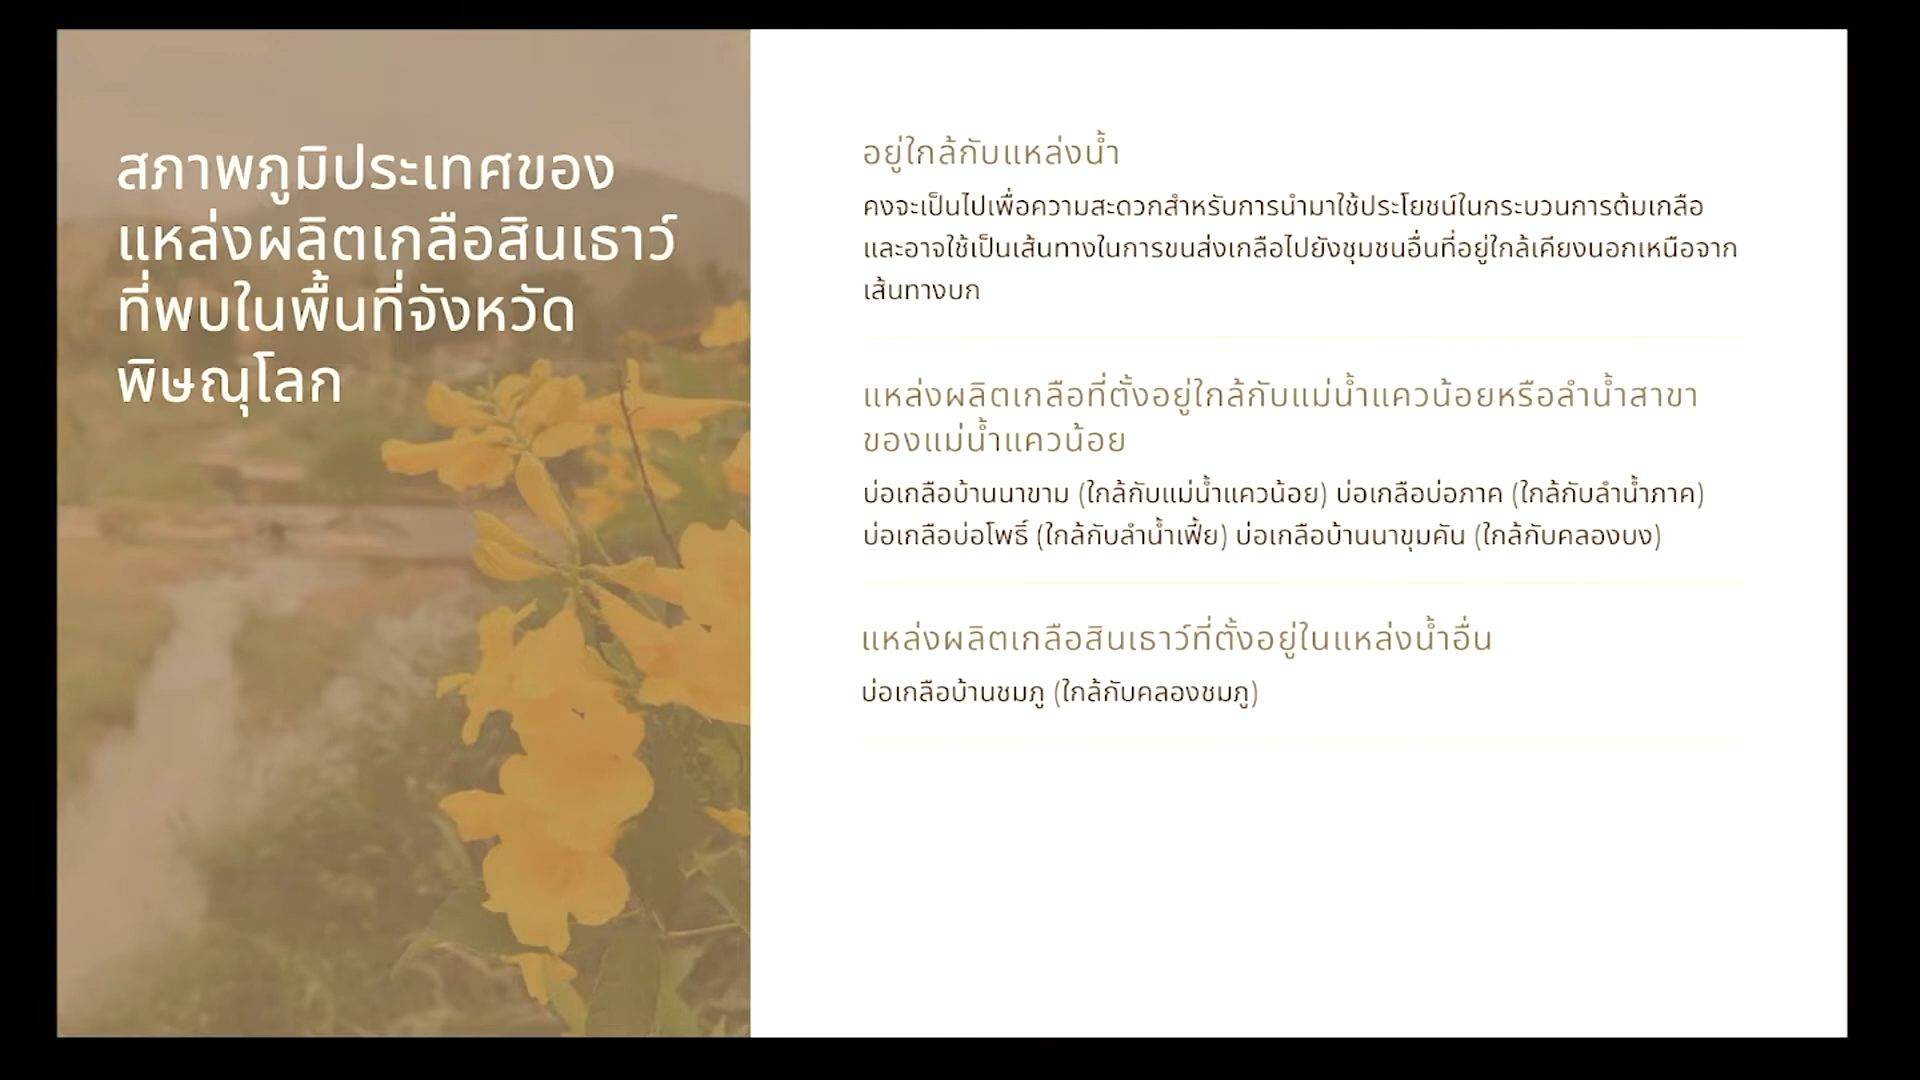 สภาพภูมิประเทศของ
แหล่งผลิตเกลือสินเธาว์
ที่พบในพื้นที่จังหวัด
พิษณุโลก
อยู่ใกล้กับแหล่งน้ำ
คงจะเป็นไปเพื่อความสะดวกสำหรับการนำมาใช้ประโยชน์ในกระบวนการต้มเกลือ
และอาจใช้เป็นเส้นทางในการขนส่งเกลือไปยังชุมชนอื่นที่อยู่ใกล้เคียงนอกเหนือจาก
เส้นทางบก
แหล่งผลิตเกลือที่ตั้งอยู่ใกล้กับแม่น้ำแควน้อยหรือลำน้ำสาขา
ของแม่น้ำแควน้อย
บ่อเกลือบ้านนาขาม (ใกล้กับแม่น้ำแควน้อย) บ่อเกลือบ่อภาค (ใกล้กับลำน้ำภาค)
บ่อเกลือบ่อโพธิ์ (ใกล้กับลำน้ำเฟี้ย) บ่อเกลือบ้านนาขุมคัน (ใกล้กับคลองบง)
แหล่งผลิตเกลือสินเธาว์ที่ตั้งอยู่ในแหล่งน้ำอื่น
บ่อเกลือบ้านชมภู (ใกล้กับคลองชมภู)